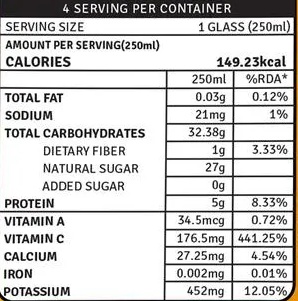 4 SERVING PER CONTAINER
SERVING SIZE 1 GLASS (250ml)
AMOUNT PER SERVING(250ml)
CALORIES 149.23kcal
250ml %RDA*
TOTAL FAT 0.03g 0.12%
SODIUM 21mg 1%
TOTAL CARBOHYDRATES 32.38g
DIETARY FIBER 1g 3.33%
NATURAL SUGAR 27g
ADDED SUGAR 0g
PROTEIN 5g 8.33%
VITAMIN A 34.5mcg 0.72%
VITAMIN C 176.5mg 441.25%
CALCIUM 27.25mg 4.54%
IRON 0.002mg 0.01%
POTASSIUM 452mg 12.05%